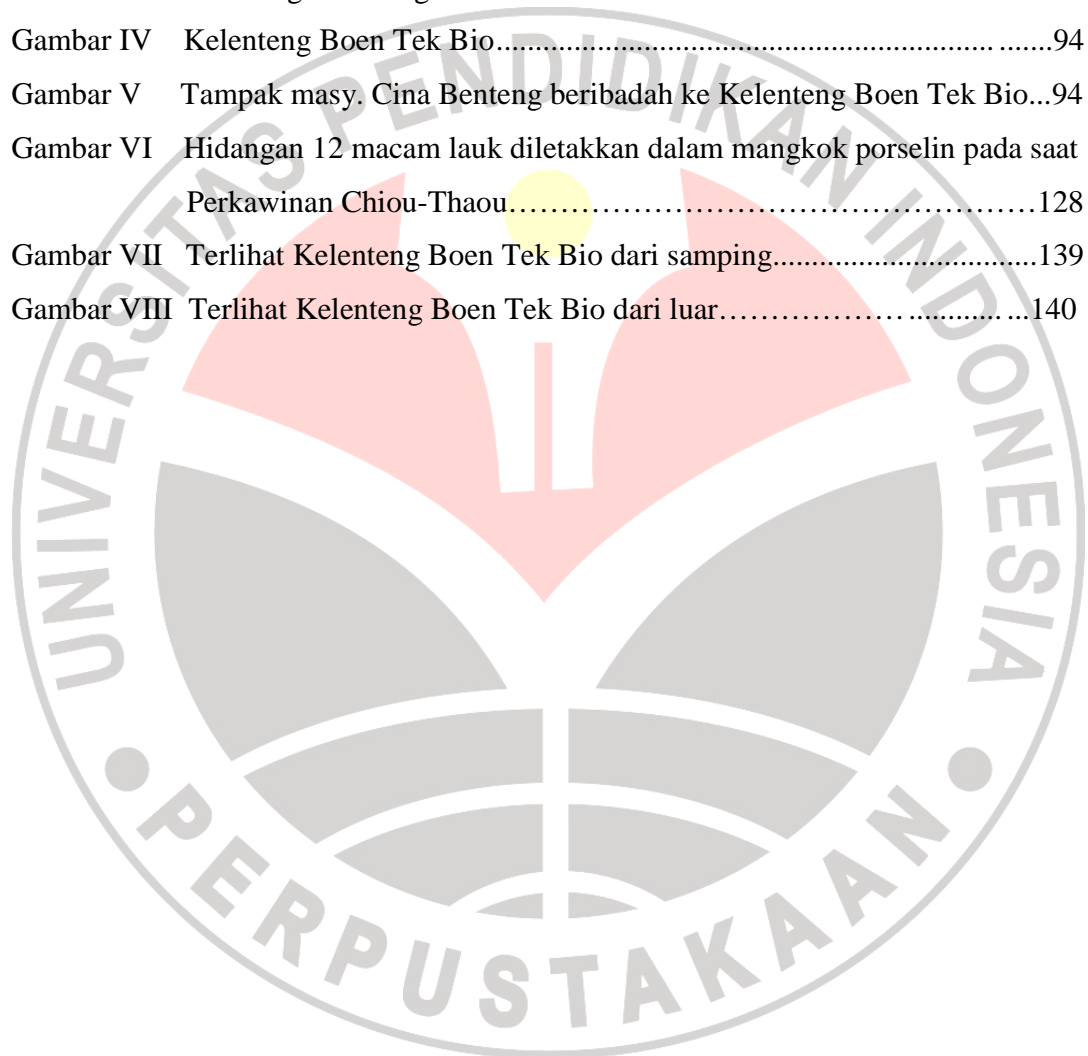 Gambar IV Kelenteng Boen Tek Bio........................................................................94
Gambar V Tampak masy. Cina Benteng beribadah ke Kelenteng Boen Tek Bio...94
Gambar VI Hidangan 12 macam lauk diletakkan dalam mangkok porselin pada saat
Perkawinan Chiou-Thaou……………………………………………128
Gambar VII Terlihat Kelenteng Boen Tek Bio dari samping.................................139
Gambar VIII Terlihat Kelenteng Boen Tek Bio dari luar………………..............140
UNIVERSITAS PENDIDIKAN INDONESIA
PERPUSTAKAAN